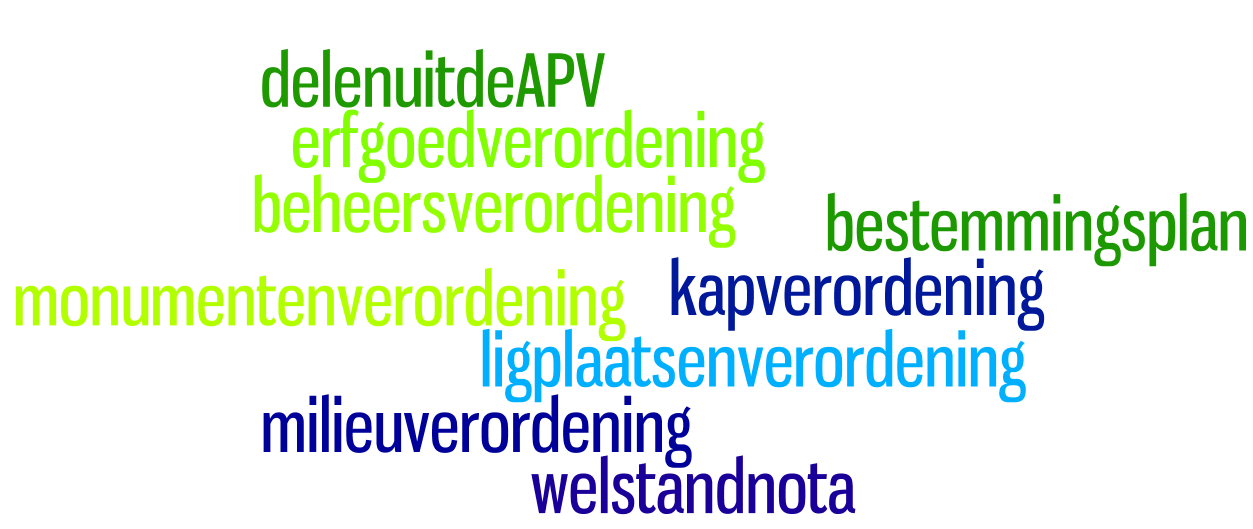 delenuitdeAPV
erfgoedverordening
beheersverordening
bestemmingsplan
kapverordening
monumentenverordening
ligplaatsenverordening
milieuverordening
welstandnota